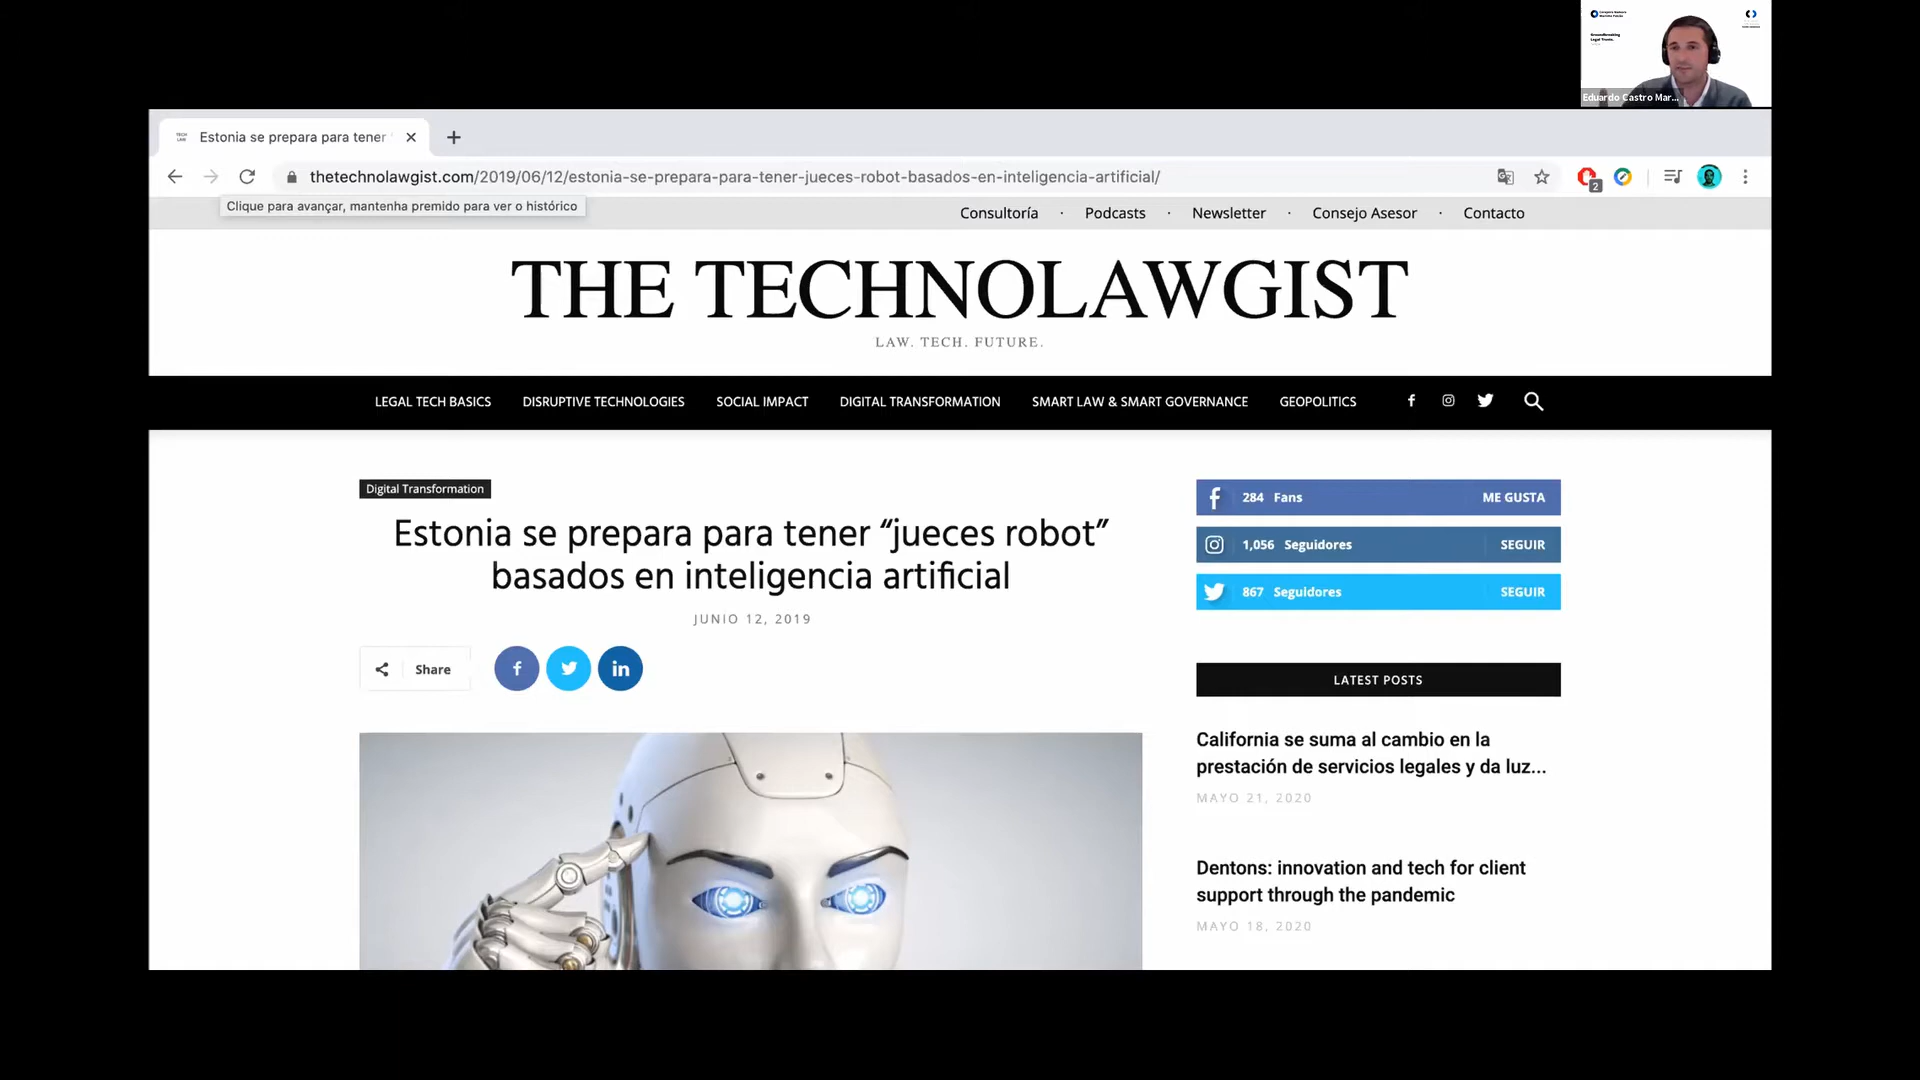 Groundbreaking
Legal Trusts.
Eduardo Castro Mar...
TECH
LAW
Estonia se prepara para tener
thetechnolawgist.com/2019/06/12/estonia-se-prepara-para-tener-jueces-robot-basados-en-inteligencia-artificial/
2
Clique para avançar, mantenha premido para ver o histórico
Consultoría · Podcasts · Newsletter · Consejo Asesor · Contacto
THE TECHNOLAWGIST
LAW. TECH. FUTURE.
LEGAL TECH BASICS DISRUPTIVE TECHNOLOGIES SOCIAL IMPACT DIGITAL TRANSFORMATION SMART LAW & SMART GOVERNANCE GEOPOLITICS
Digital Transformation
Estonia se prepara para tener “jueces robot”
basados en inteligencia artificial
JUNIO 12, 2019
Share
284 Fans ME GUSTA
1,056 Seguidores SEGUIR
867 Seguidores SEGUIR
LATEST POSTS
California se suma al cambio en la
prestación de servicios legales y da luz...
MAYO 21, 2020
Dentons: innovation and tech for client
support through the pandemic
MAYO 18, 2020